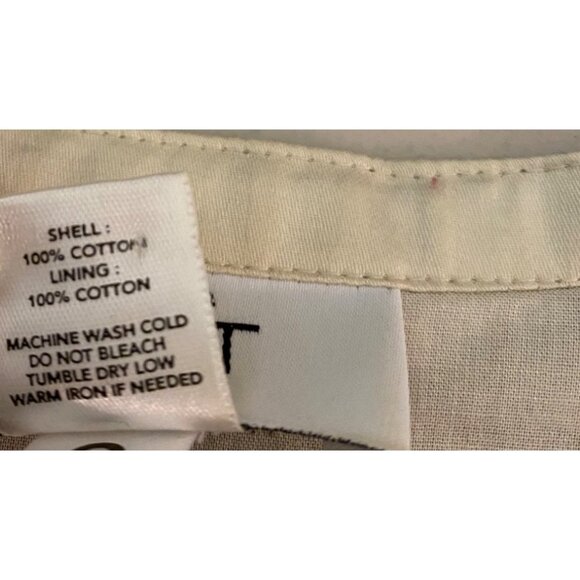 SHELL :
100% COTTON
LINING :
100% COTTON
MACHINE WASH COLD
DO NOT BLEACH
TUMBLE DRY LOW
WARM IRON IF NEEDED
T